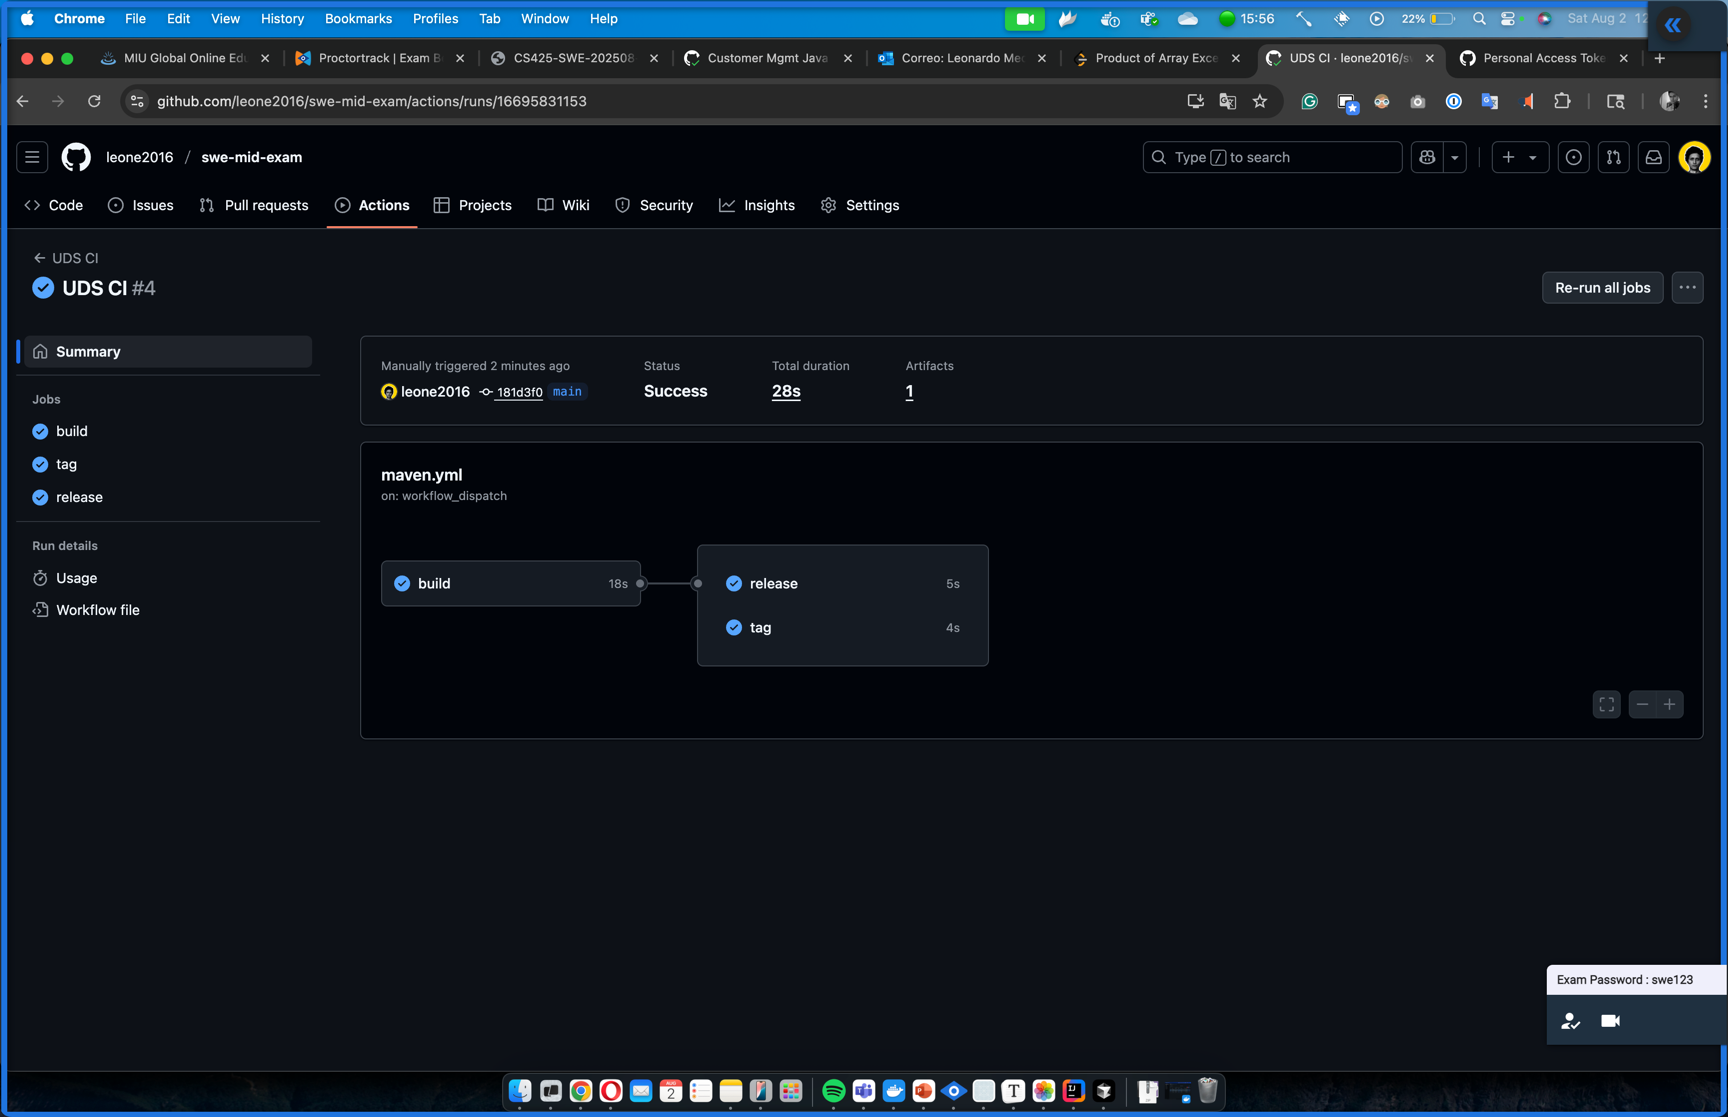 Chrome File Edit View History Bookmarks Profiles Tab Window Help 15:56 22% Sat Aug 2
MIU Global Online Edu Proctortrack | Exam B CS425-SWE-202508 Customer Mgmt Java Correo: Leonardo Mec Product of Array Exce UDS CI · leone2016/sw Personal Access Toke
github.com/leone2016/swe-mid-exam/actions/runs/16695831153
leone2016 / swe-mid-exam
Type / to search
Code Issues Pull requests Actions Projects Wiki Security Insights Settings
UDS CI
UDS CI #4
Re-run all jobs
Summary
Jobs
build
tag
release
Run details
Usage
Workflow file
Manually triggered 2 minutes ago
leone2016 181d3f0 main
Status
Success
Total duration
28s
Artifacts
1
maven.yml
on: workflow_dispatch
build 18s
release 5s
tag 4s
Exam Password : swe123
AUG
2
T